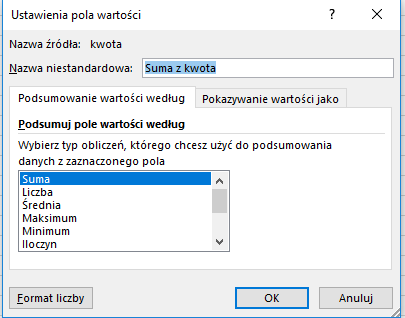 Ustawienia pola wartości
Nazwa źródła: kwota
Nazwa niestandardowa: Suma z kwota
Podsumowanie wartości według Pokazywanie wartości jako
Podsumuj pole wartości według
Wybierz typ obliczeń, którego chcesz użyć do podsumowania
danych z zaznaczonego pola
Suma
Liczba
Średnia
Maksimum
Minimum
Iloczyn
Format liczby OK Anuluj